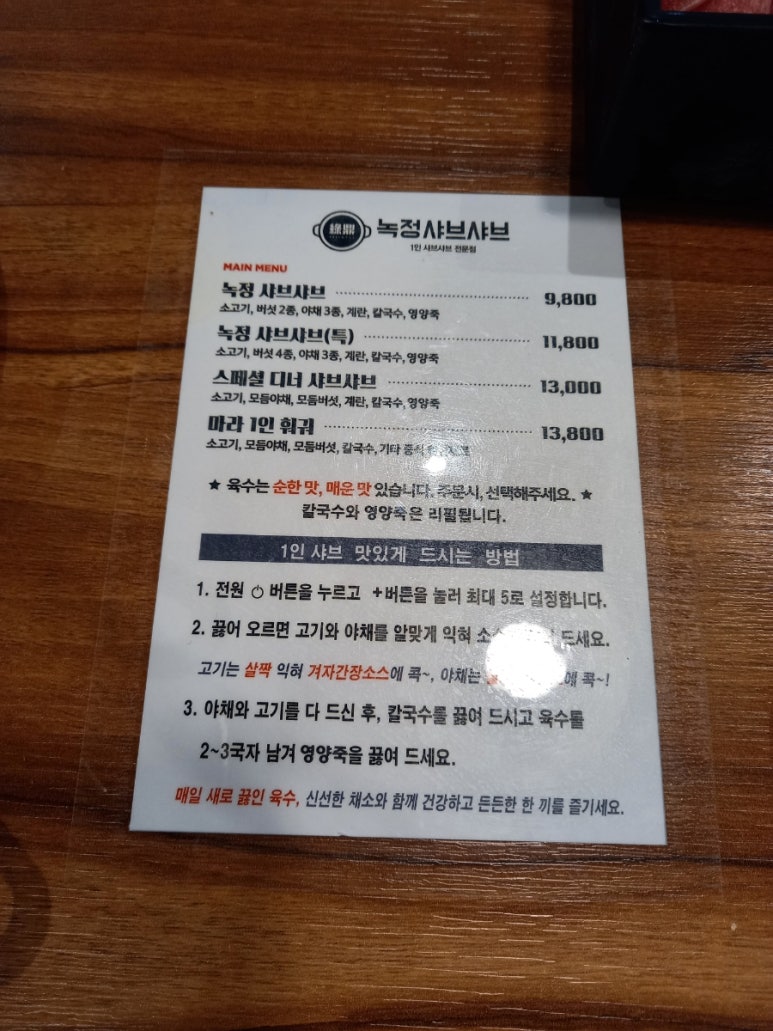 綠鼎
녹정샤브샤브
1인 샤브샤브 전문점
MAIN MENU
녹정 샤브샤브 9,800
소고기, 버섯 2종, 야채 3종, 계란, 칼국수, 영양죽
녹정 샤브샤브(특) 11,800
소고기, 버섯 4종, 야채 3종, 계란, 칼국수, 영양죽
스페셜 디너 샤브샤브 13,000
소고기, 모듬야채, 모듬버섯, 계란, 칼국수, 영양죽
마라 1인 훠궈 13,800
소고기, 모듬야채, 모듬버섯, 칼국수, 기타 중식
★ 육수는 순한 맛, 매운 맛 있습니다. 주문시, 선택해주세요. ★
칼국수와 영양죽은 리필됩니다.
1인 샤브 맛있게 드시는 방법
1. 전원 ⏻ 버튼을 누르고 +버튼을 눌러 최대 5로 설정합니다.
2. 끓어 오르면 고기와 야채를 알맞게 익혀 드세요.
고기는 살짝 익혀 겨자간장소스에 콕~, 야채는 에 콕~!
3. 야채와 고기를 다 드신 후, 칼국수를 끓여 드시고 육수를
2~3국자 남겨 영양죽을 끓여 드세요.
매일 새로 끓인 육수, 신선한 채소와 함께 건강하고 든든한 한 끼를 즐기세요.